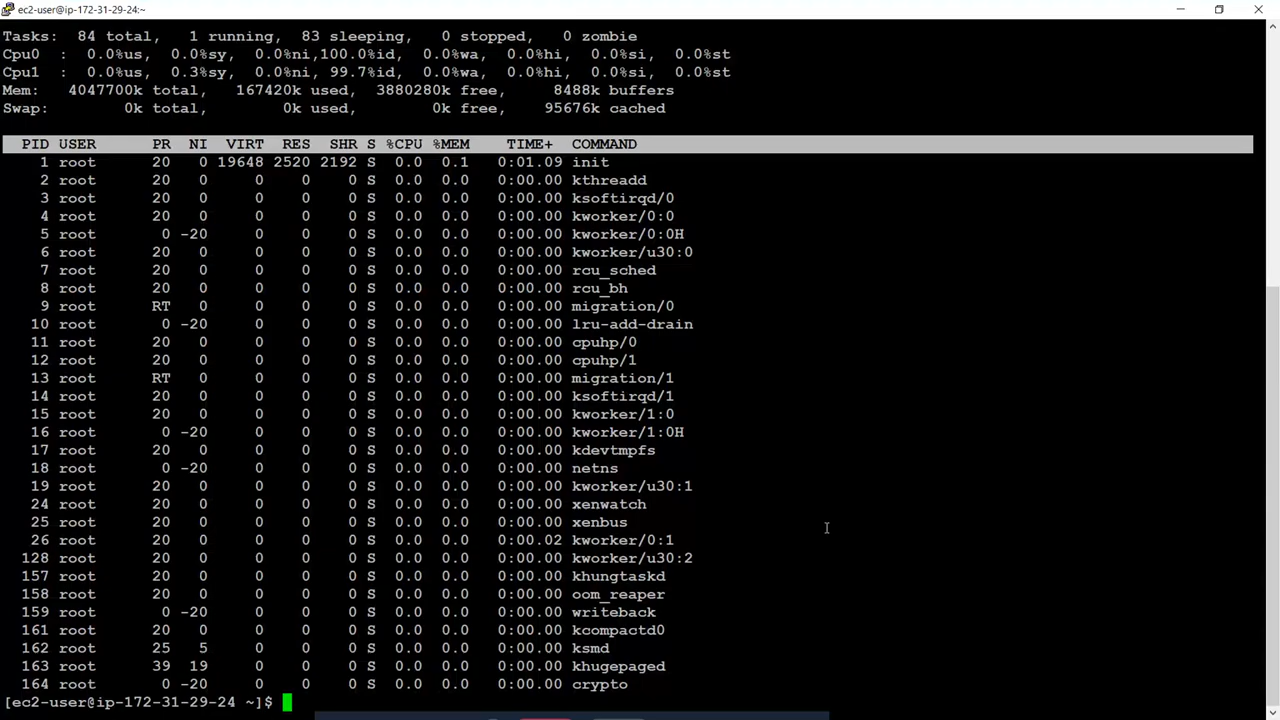 ec2-user@ip-172-31-29-24:~
Tasks:  84 total,   1 running,  83 sleeping,   0 stopped,   0 zombie
Cpu0  :  0.0%us,  0.0%sy,  0.0%ni,100.0%id,  0.0%wa,  0.0%hi,  0.0%si,  0.0%st
Cpu1  :  0.0%us,  0.3%sy,  0.0%ni, 99.7%id,  0.0%wa,  0.0%hi,  0.0%si,  0.0%st
Mem:   4047700k total,   167420k used,  3880280k free,     8488k buffers
Swap:        0k total,        0k used,        0k free,    95676k cached
PID USER      PR  NI  VIRT  RES  SHR S %CPU %MEM    TIME+  COMMAND
1 root      20   0 19648 2520 2192 S  0.0  0.1   0:01.09 init
2 root      20   0     0    0    0 S  0.0  0.0   0:00.00 kthreadd
3 root      20   0     0    0    0 S  0.0  0.0   0:00.00 ksoftirqd/0
4 root      20   0     0    0    0 S  0.0  0.0   0:00.00 kworker/0:0
5 root       0 -20     0    0    0 S  0.0  0.0   0:00.00 kworker/0:0H
6 root      20   0     0    0    0 S  0.0  0.0   0:00.00 kworker/u30:0
7 root      20   0     0    0    0 S  0.0  0.0   0:00.00 rcu_sched
8 root      20   0     0    0    0 S  0.0  0.0   0:00.00 rcu_bh
9 root      RT   0     0    0    0 S  0.0  0.0   0:00.00 migration/0
10 root       0 -20     0    0    0 S  0.0  0.0   0:00.00 lru-add-drain
11 root      20   0     0    0    0 S  0.0  0.0   0:00.00 cpuhp/0
12 root      20   0     0    0    0 S  0.0  0.0   0:00.00 cpuhp/1
13 root      RT   0     0    0    0 S  0.0  0.0   0:00.00 migration/1
14 root      20   0     0    0    0 S  0.0  0.0   0:00.00 ksoftirqd/1
15 root      20   0     0    0    0 S  0.0  0.0   0:00.00 kworker/1:0
16 root       0 -20     0    0    0 S  0.0  0.0   0:00.00 kworker/1:0H
17 root      20   0     0    0    0 S  0.0  0.0   0:00.00 kdevtmpfs
18 root       0 -20     0    0    0 S  0.0  0.0   0:00.00 netns
19 root      20   0     0    0    0 S  0.0  0.0   0:00.00 kworker/u30:1
24 root      20   0     0    0    0 S  0.0  0.0   0:00.00 xenwatch
25 root      20   0     0    0    0 S  0.0  0.0   0:00.00 xenbus
26 root      20   0     0    0    0 S  0.0  0.0   0:00.02 kworker/0:1
128 root      20   0     0    0    0 S  0.0  0.0   0:00.00 kworker/u30:2
157 root      20   0     0    0    0 S  0.0  0.0   0:00.00 khungtaskd
158 root      20   0     0    0    0 S  0.0  0.0   0:00.00 oom_reaper
159 root       0 -20     0    0    0 S  0.0  0.0   0:00.00 writeback
161 root      20   0     0    0    0 S  0.0  0.0   0:00.00 kcompactd0
162 root      25   5     0    0    0 S  0.0  0.0   0:00.00 ksmd
163 root      39  19     0    0    0 S  0.0  0.0   0:00.00 khugepaged
164 root       0 -20     0    0    0 S  0.0  0.0   0:00.00 crypto
[ec2-user@ip-172-31-29-24 ~]$